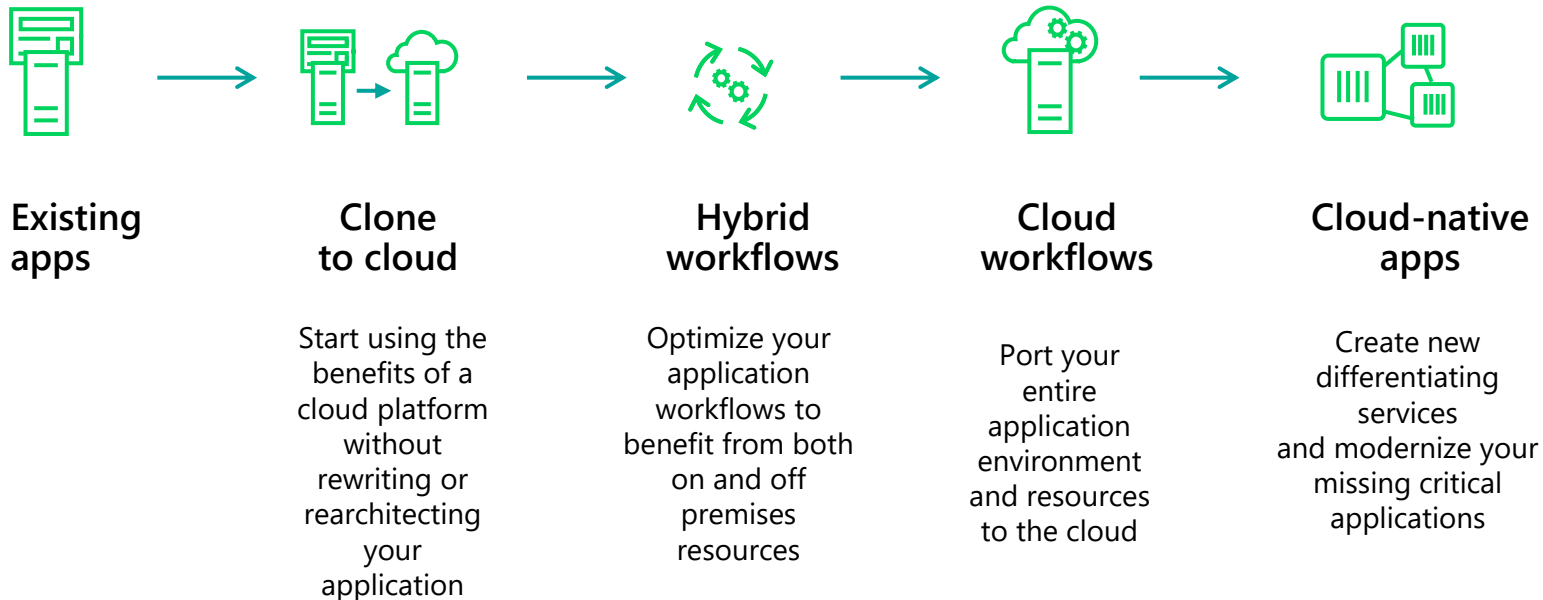 Existing
apps
Clone
to cloud
Start using the
benefits of a
cloud platform
without
rewriting or
rearchitecting
your
application
Hybrid
workflows
Optimize your
application
workflows to
benefit from both
on and off
premises
resources
Cloud
workflows
Port your
entire
application
environment
and resources
to the cloud
Cloud-native
apps
Create new
differentiating
services
and modernize your
missing critical
applications